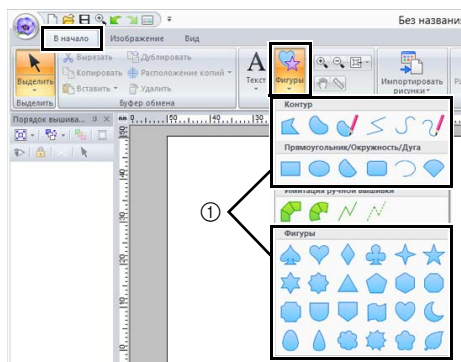 Без названия
В начало Изображение Вид
Вырезать Дублировать
Копировать Расположение копий
Вставить Удалить
Выделить
Текст Фигуры
Импортировать рисунки
Выделить Буфер обмена
Порядок вышива...
Контур
Прямоугольник/Окружность/Дуга
Имитация ручной вышивки
Фигуры
①